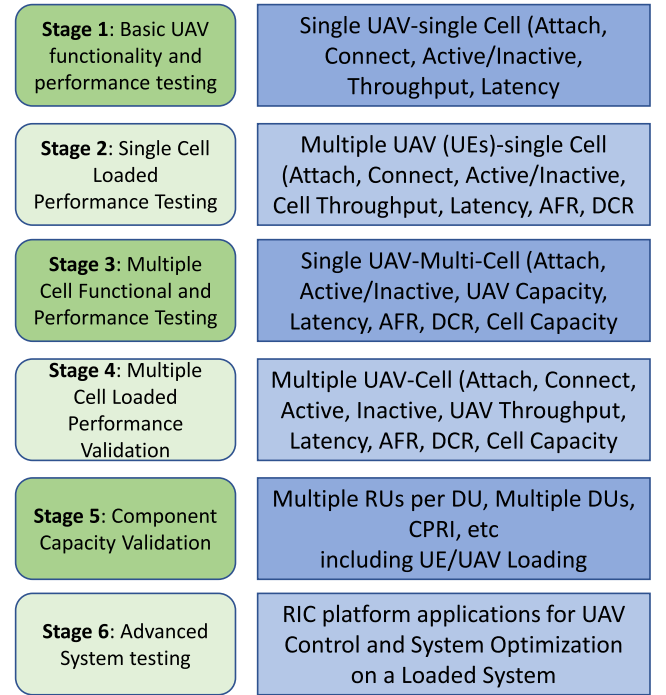 Stage 1: Basic UAV
functionality and
performance testing
Single UAV-single Cell (Attach,
Connect, Active/Inactive,
Throughput, Latency
Stage 2: Single Cell
Loaded
Performance Testing
Multiple UAV (UEs)-single Cell
(Attach, Connect, Active/Inactive,
Cell Throughput, Latency, AFR, DCR
Stage 3: Multiple
Cell Functional and
Performance Testing
Single UAV-Multi-Cell (Attach,
Active/Inactive, UAV Capacity,
Latency, AFR, DCR, Cell Capacity
Stage 4: Multiple
Cell Loaded
Performance
Validation
Multiple UAV-Cell (Attach, Connect,
Active, Inactive, UAV Throughput,
Latency, AFR, DCR, Cell Capacity
Stage 5: Component
Capacity Validation
Multiple RUs per DU, Multiple DUs,
CPRI, etc
including UE/UAV Loading
Stage 6: Advanced
System testing
RIC platform applications for UAV
Control and System Optimization
on a Loaded System